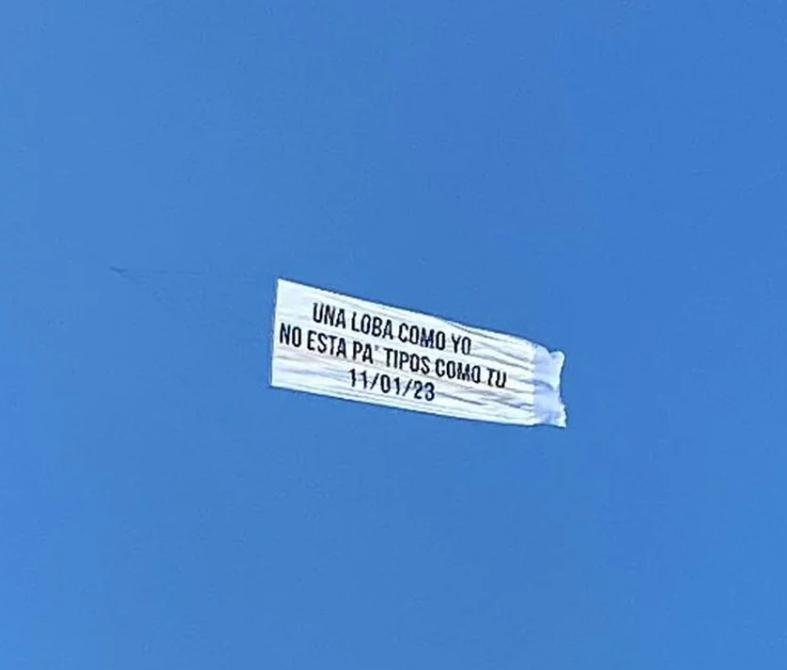 UNA LOBA COMO YO
NO ESTA PA' TIPOS COMO TU
11/01/23